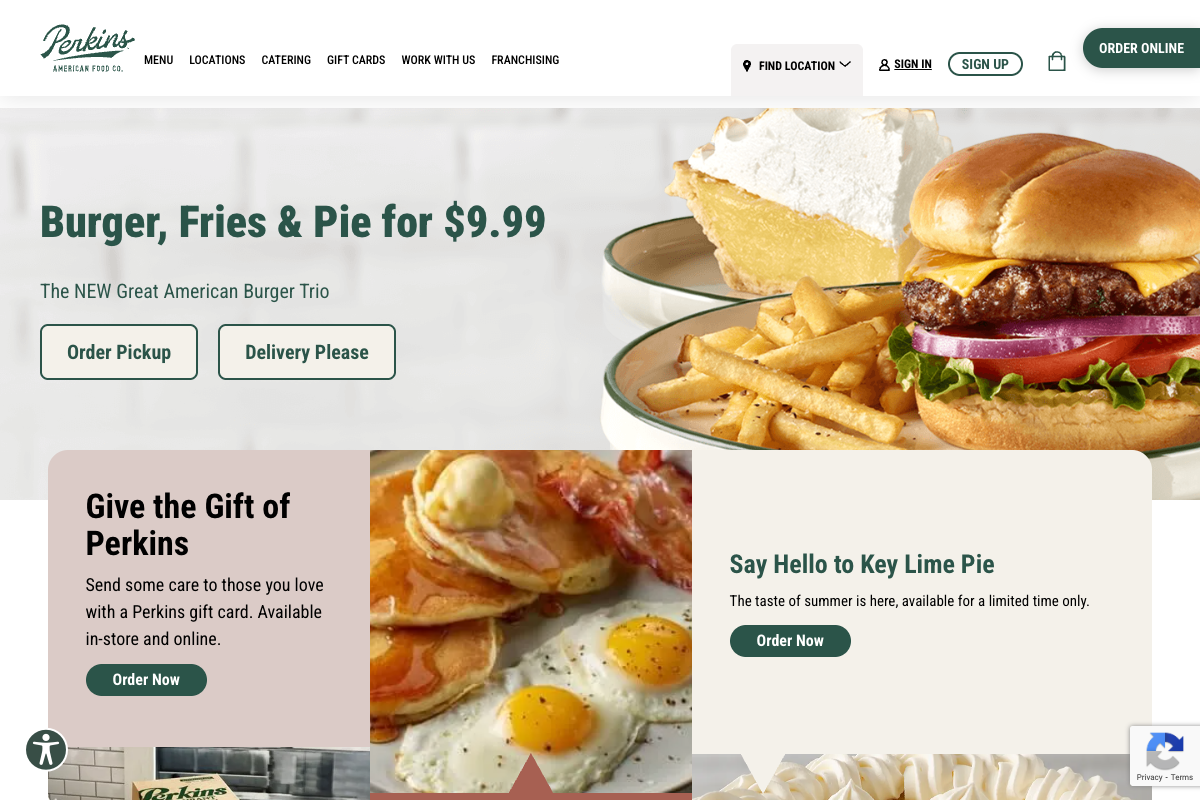 Perkins
AMERICAN FOOD CO.
MENU
LOCATIONS
CATERING
GIFT CARDS
WORK WITH US
FRANCHISING
FIND LOCATION
SIGN IN
SIGN UP
ORDER ONLINE
Burger, Fries & Pie for $9.99
The NEW Great American Burger Trio
Order Pickup
Delivery Please
Give the Gift of
Perkins
Send some care to those you love
with a Perkins gift card. Available
in-store and online.
Order Now
Say Hello to Key Lime Pie
The taste of summer is here, available for a limited time only.
Order Now
Perkins
Privacy - Terms